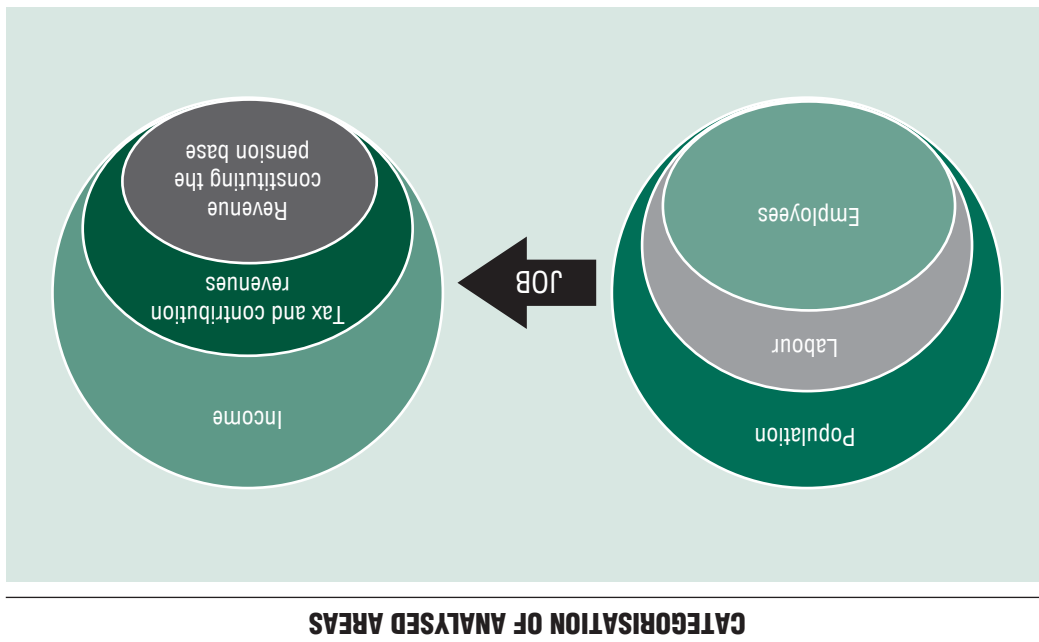 CATEGORISATION OF ANALYSED AREAS
Population
Labour
Employees
JOB
Income
Tax and contribution
revenues
Revenue
constituting the
pension base